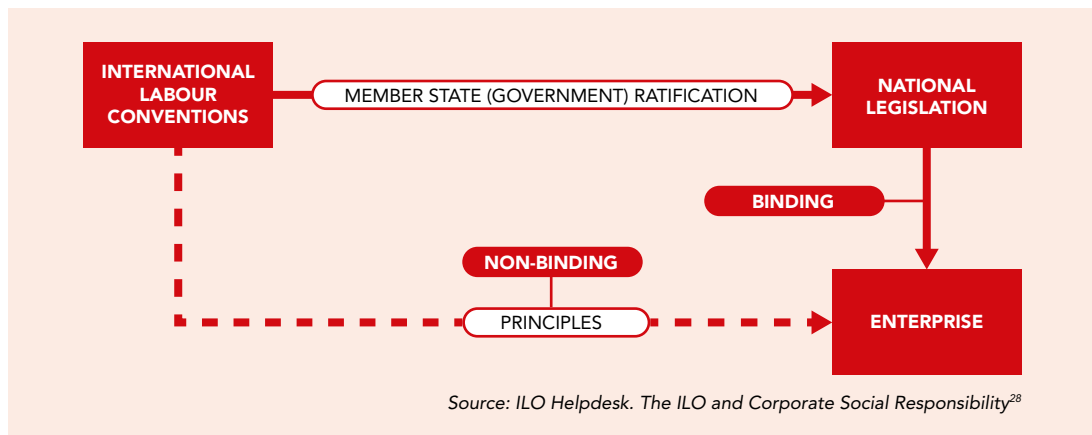 INTERNATIONAL
LABOUR
CONVENTIONS
MEMBER STATE (GOVERNMENT) RATIFICATION
NATIONAL
LEGISLATION
BINDING
NON-BINDING
PRINCIPLES
ENTERPRISE
Source: ILO Helpdesk. The ILO and Corporate Social Responsibility²⁸